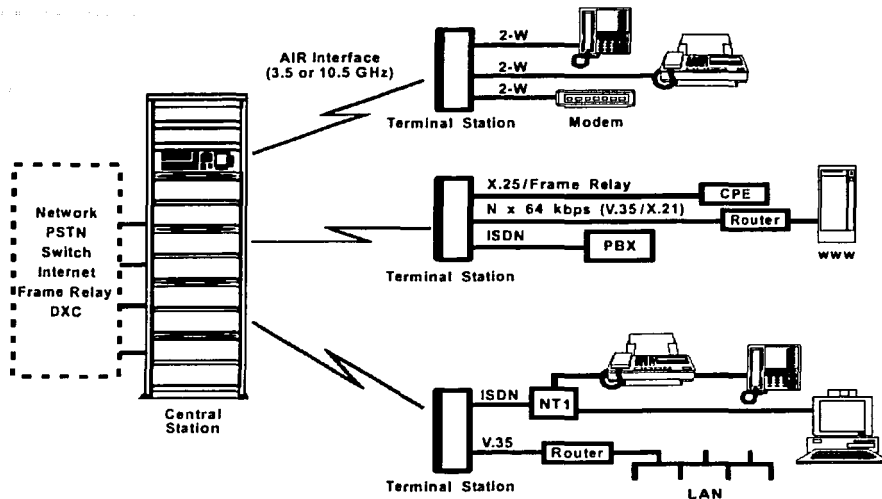 AIR Interface
(3.5 or 10.5 GHz)
2-W
2-W
2-W
Terminal Station
Modem
Network
PSTN
Switch
Internet
Frame Relay
DXC
Central
Station
X.25/Frame Relay
CPE
N x 64 kbps (V.35/X.21)
Router
ISDN
PBX
Terminal Station
WWW
ISDN
NT1
V.35
Router
Terminal Station
LAN